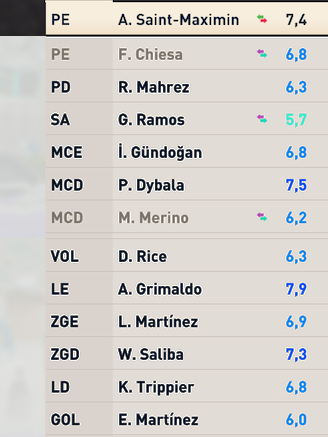 PE A. Saint-Maximin 7,4
PE F. Chiesa 6,8
PD R. Mahrez 6,3
SA G. Ramos 5,7
MCE İ. Gündoğan 6,8
MCD P. Dybala 7,5
MCD M. Merino 6,2
VOL D. Rice 6,3
LE A. Grimaldo 7,9
ZGE L. Martínez 6,9
ZGD W. Saliba 7,3
LD K. Trippier 6,8
GOL E. Martínez 6,0